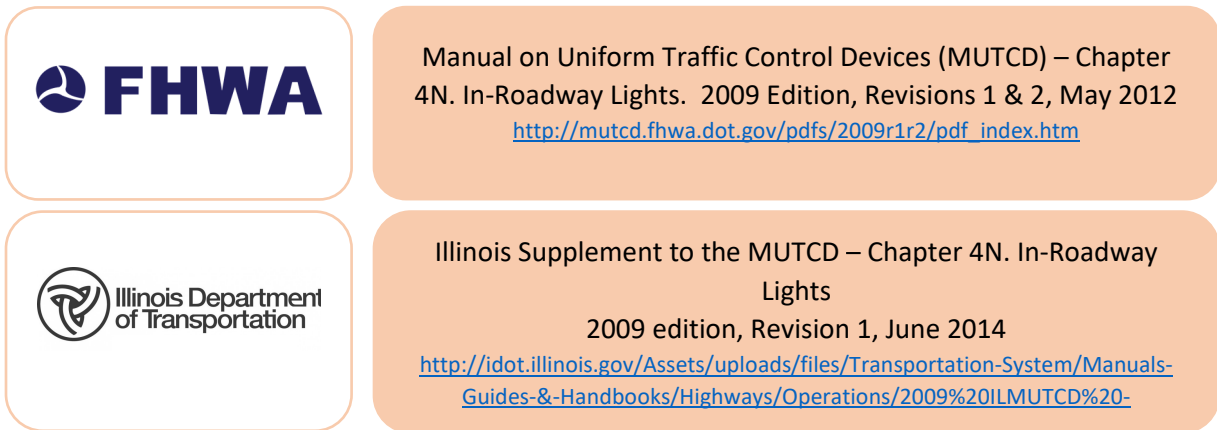 FHWA
Manual on Uniform Traffic Control Devices (MUTCD) – Chapter
4N. In-Roadway Lights.  2009 Edition, Revisions 1 & 2, May 2012
http://mutcd.fhwa.dot.gov/pdfs/2009r1r2/pdf_index.htm
Illinois Department
of Transportation
Illinois Supplement to the MUTCD – Chapter 4N. In-Roadway
Lights
2009 edition, Revision 1, June 2014
http://idot.illinois.gov/Assets/uploads/files/Transportation-System/Manuals-
Guides-&-Handbooks/Highways/Operations/2009%20ILMUTCD%20-